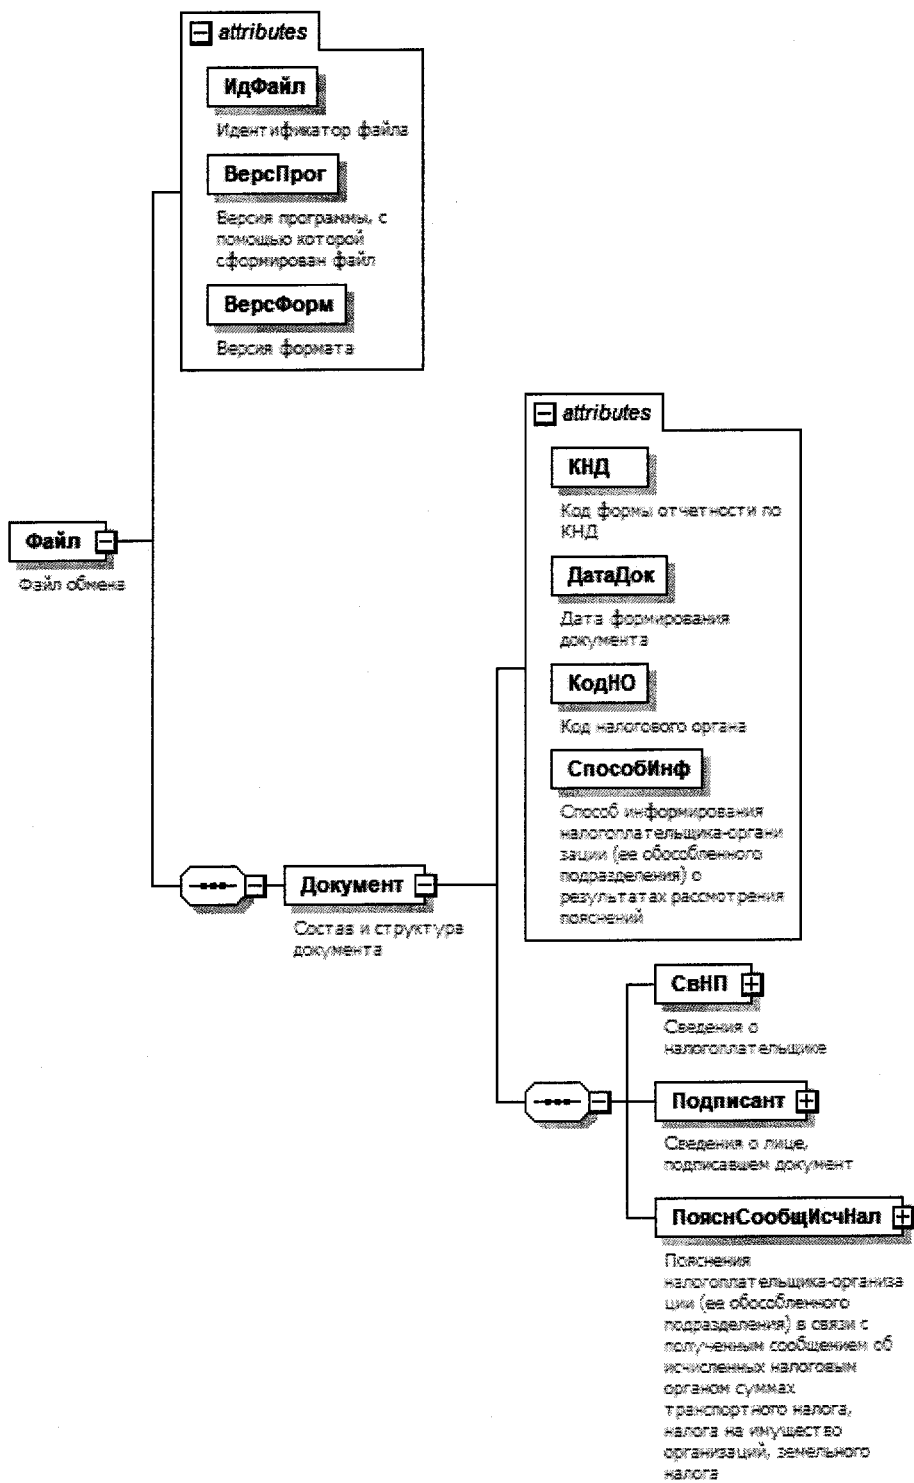 attributes
ИдФайл
Идентификатор файла
ВерсПрог
Версия программы, с
помощью которой
сформирован файл
ВерсФорм
Версия формата
Файл
Файл обмена
attributes
КНД
Код формы отчетности по
КНД
ДатаДок
Дата формирования
документа
КодНО
Код налогового органа
СпособИнф
Способ информирования
налогоплательщика-органи
зации (ее обособленного
подразделения) о
результатах рассмотрения
пояснений
Документ
Состав и структура
документа
СвНП
Сведения о
налогоплательщике
Подписант
Сведения о лице,
подписавшем документ
ПояснСообщИсчНал
Пояснения
налогоплательщика-организа
ции (ее обособленного
подразделения) в связи с
полученным сообщением об
исчисленных налоговым
органом суммах
транспортного налога,
налога на имущество
организаций, земельного
налога